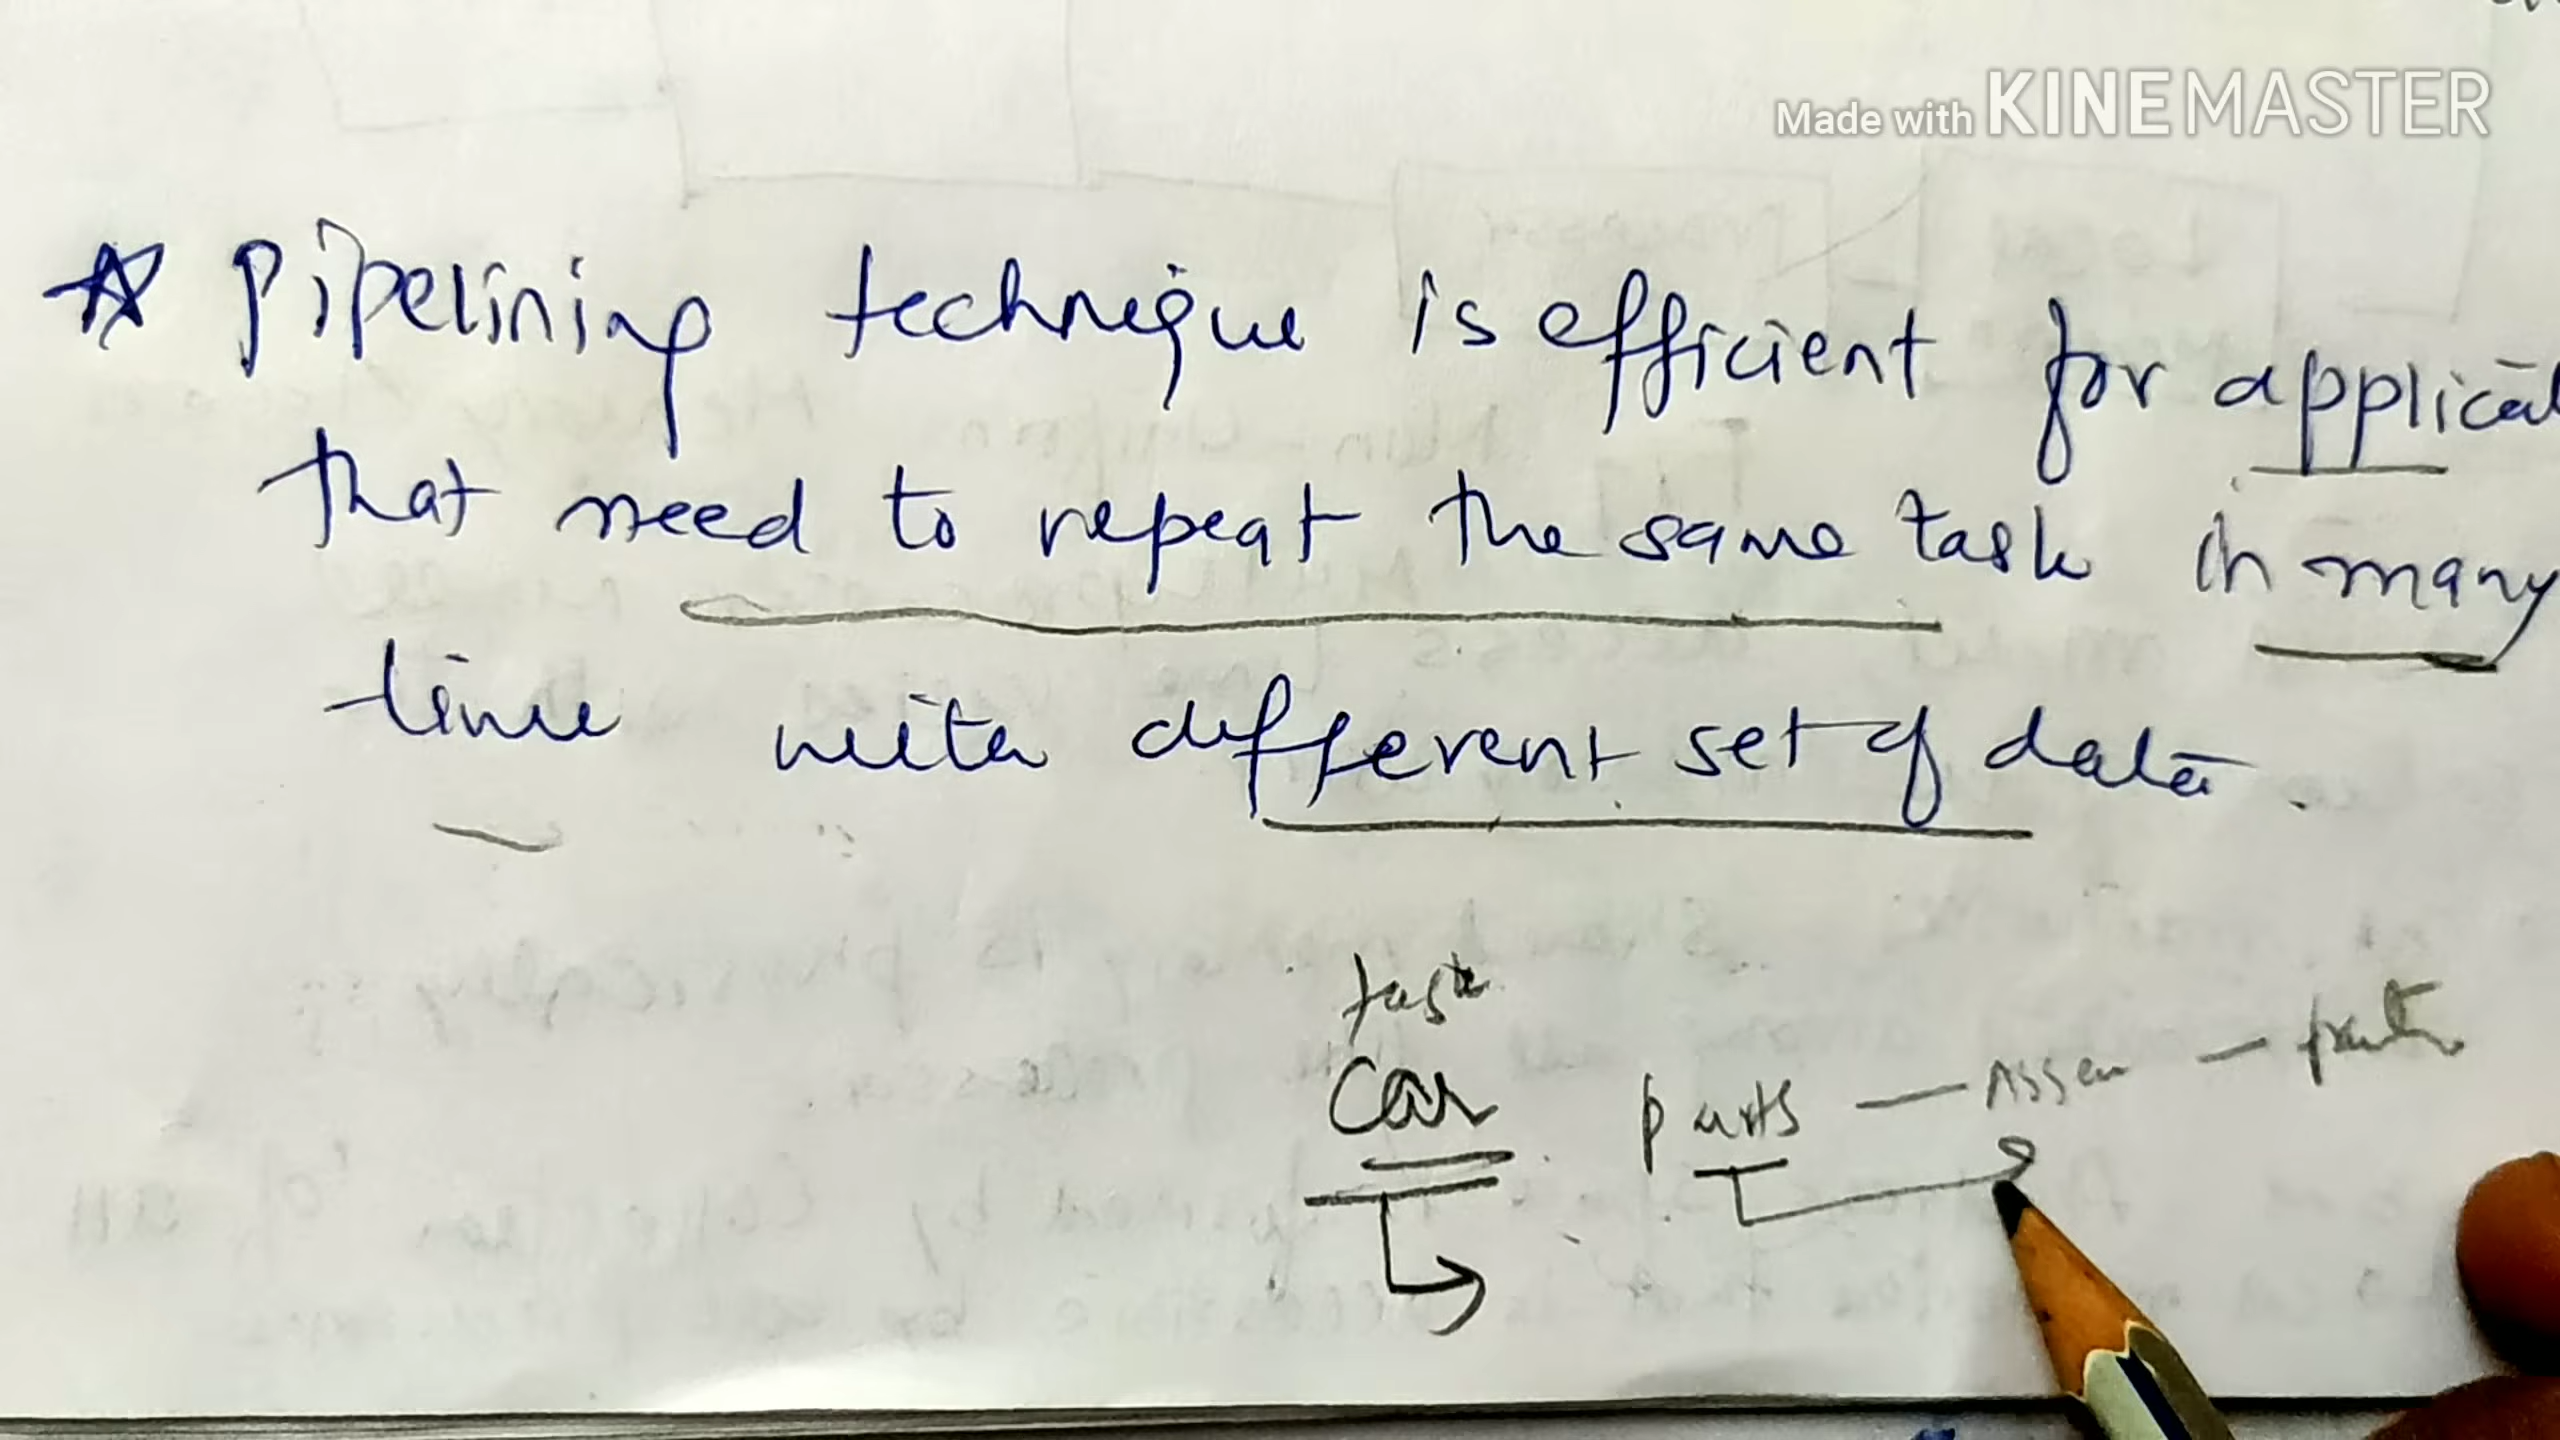 Made with KINEMASTER
☆ Pipelining technique is efficient for applicat
that need to repeat the same task in many
time with different set of data.
task
Car parts — Assem —